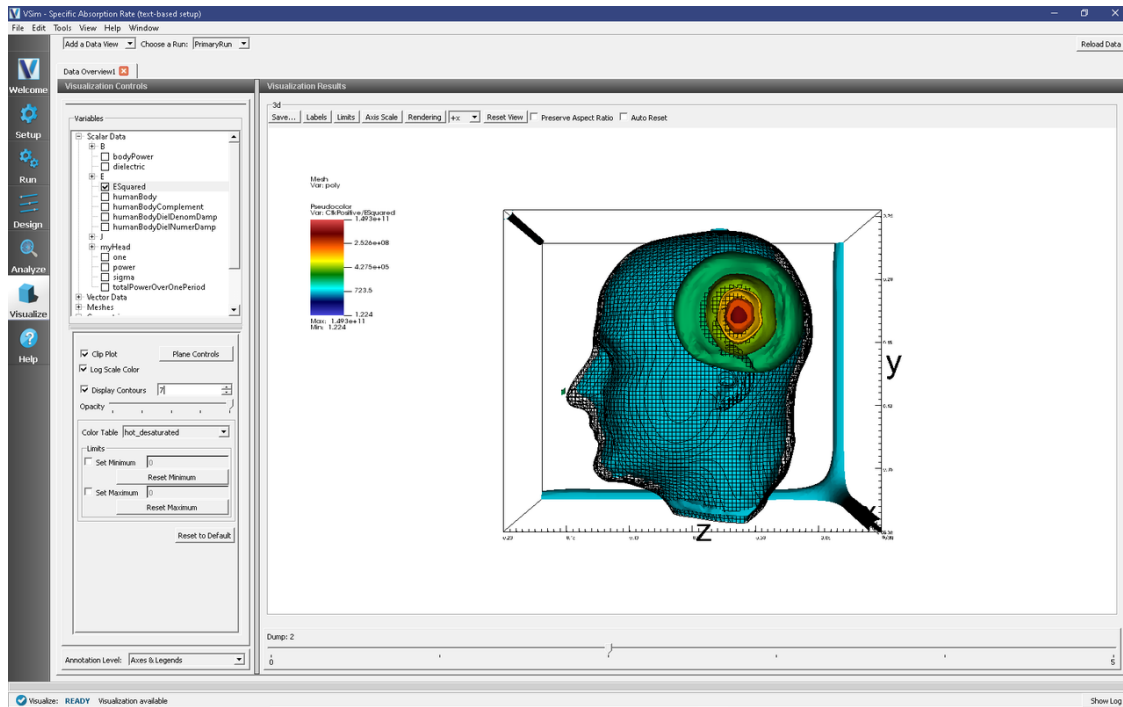 VSim - Specific Absorption Rate (text-based setup)
File Edit Tools View Help Window
Add a Data View Choose a Run: PrimaryRun Reload Data
Data Overview1
Welcome
Setup
Run
Design
Analyze
Visualize
Help
Visualization Controls
Variables
Scalar Data
B
bodyPower
dielectric
E
ESquared
humanBody
humanBodyComplement
humanBodyDielDenomDamp
humanBodyDielNumerDamp
J
myHead
one
power
sigma
totalPowerOverOnePeriod
Vector Data
Meshes
Clip Plot Plane Controls
Log Scale Color
Display Contours 7
Opacity
Color Table hot_desaturated
Limits
Set Minimum 0
Reset Minimum
Set Maximum 0
Reset Maximum
Reset to Default
Annotation Level: Axes & Legends
Visualization Results
3d
Save... Labels Limits Axis Scale Rendering +x Reset View Preserve Aspect Ratio Auto Reset
Mesh
Var: poly
Pseudocolor
Var: CtkPositive/ESquared
1.493e+11
2.526e+08
4.275e+05
723.5
1.224
Max: 1.493e+11
Min: 1.224
y
z
x
Dump: 2
0 5
Visualize: READY Visualization available Show Log